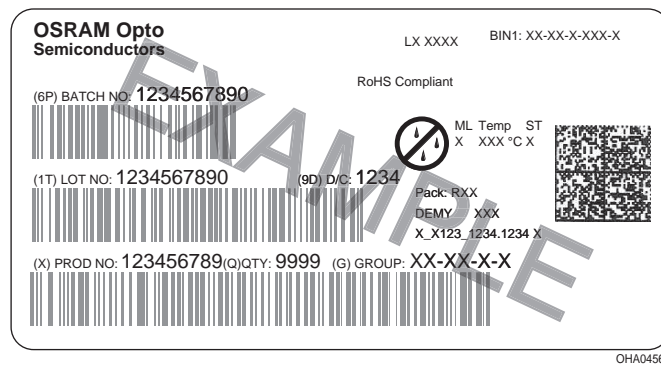 OSRAM Opto
Semiconductors
LX XXXX
BIN1: XX-XX-X-XXX-X
RoHS Compliant
(6P) BATCH NO: 1234567890
ML Temp ST
X XXX °C X
(1T) LOT NO: 1234567890 (9D) D/C: 1234
Pack: RXX
DEMY XXX
X_X123_1234.1234 X
(X) PROD NO: 123456789(Q)QTY: 9999 (G) GROUP: XX-XX-X-X
EXAMPLE